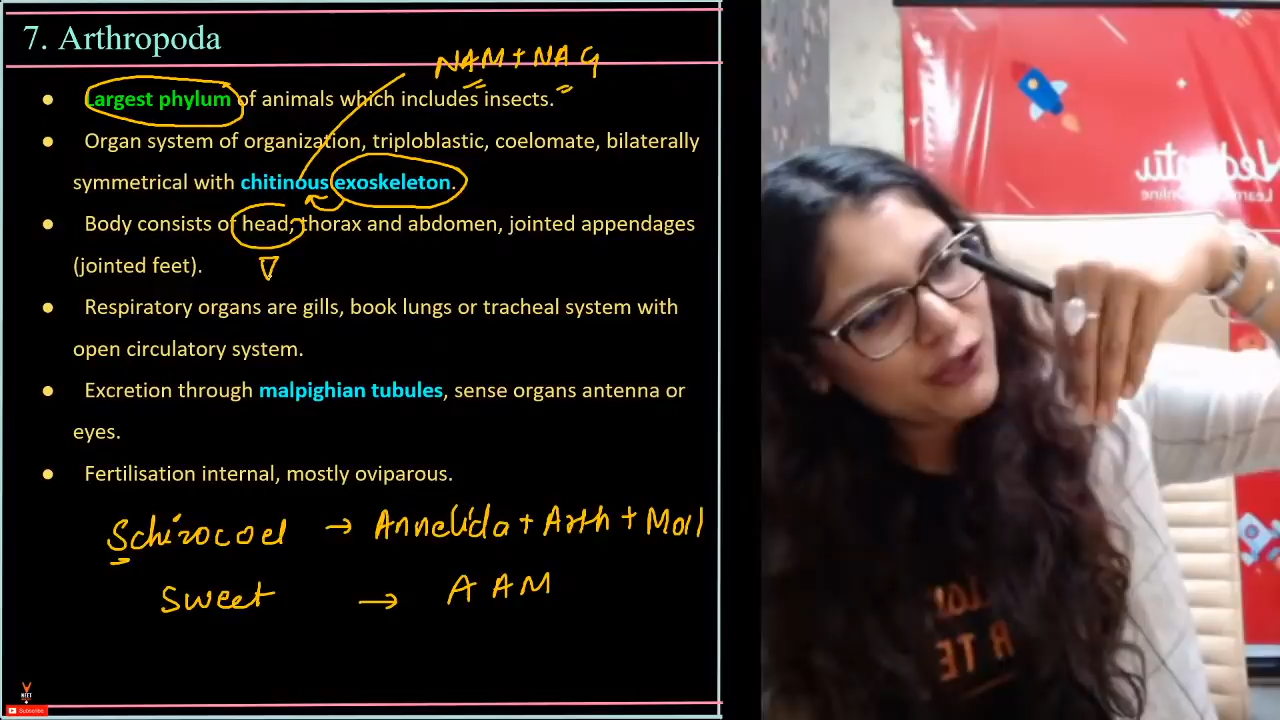 7. Arthropoda
NAM + NAG
● Largest phylum of animals which includes insects.
● Organ system of organization, triploblastic, coelomate, bilaterally
symmetrical with chitinous exoskeleton.
● Body consists of head, thorax and abdomen, jointed appendages
(jointed feet).
● Respiratory organs are gills, book lungs or tracheal system with
open circulatory system.
● Excretion through malpighian tubules, sense organs antenna or
eyes.
● Fertilisation internal, mostly oviparous.
Schizocoel → Annelida + Arth + Moll
Sweet → AAM
NEET
Subscribe